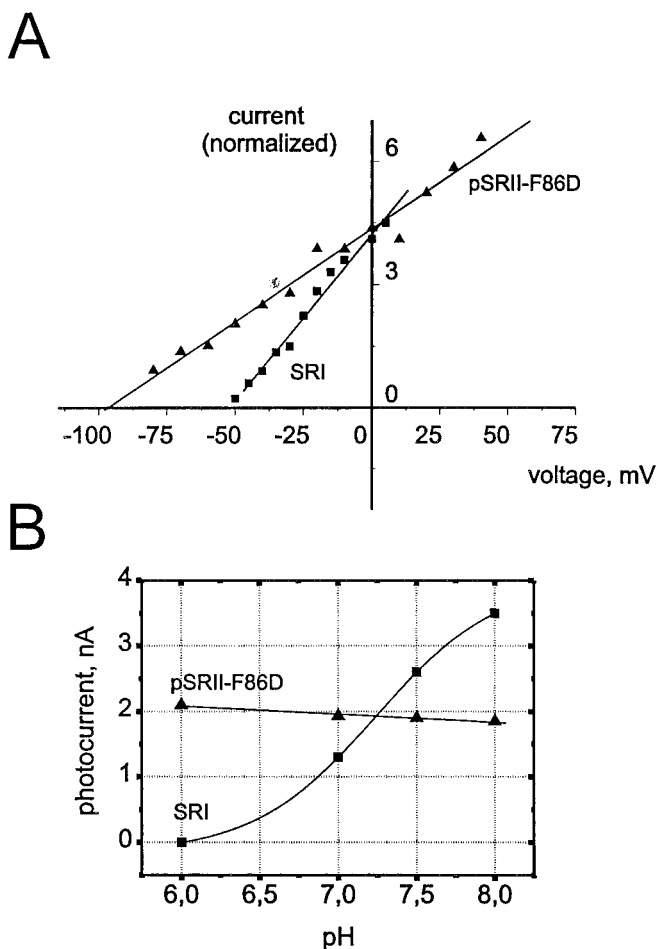 A
current
(normalized)
6
pSRII-F86D
3
SRI
0
-100 -75 -50 -25 0 25 50 75
voltage, mV
B
4
3
pSRII-F86D
2
photocurrent, nA
1
SRI
0
6,0 6,5 7,0 7,5 8,0
pH